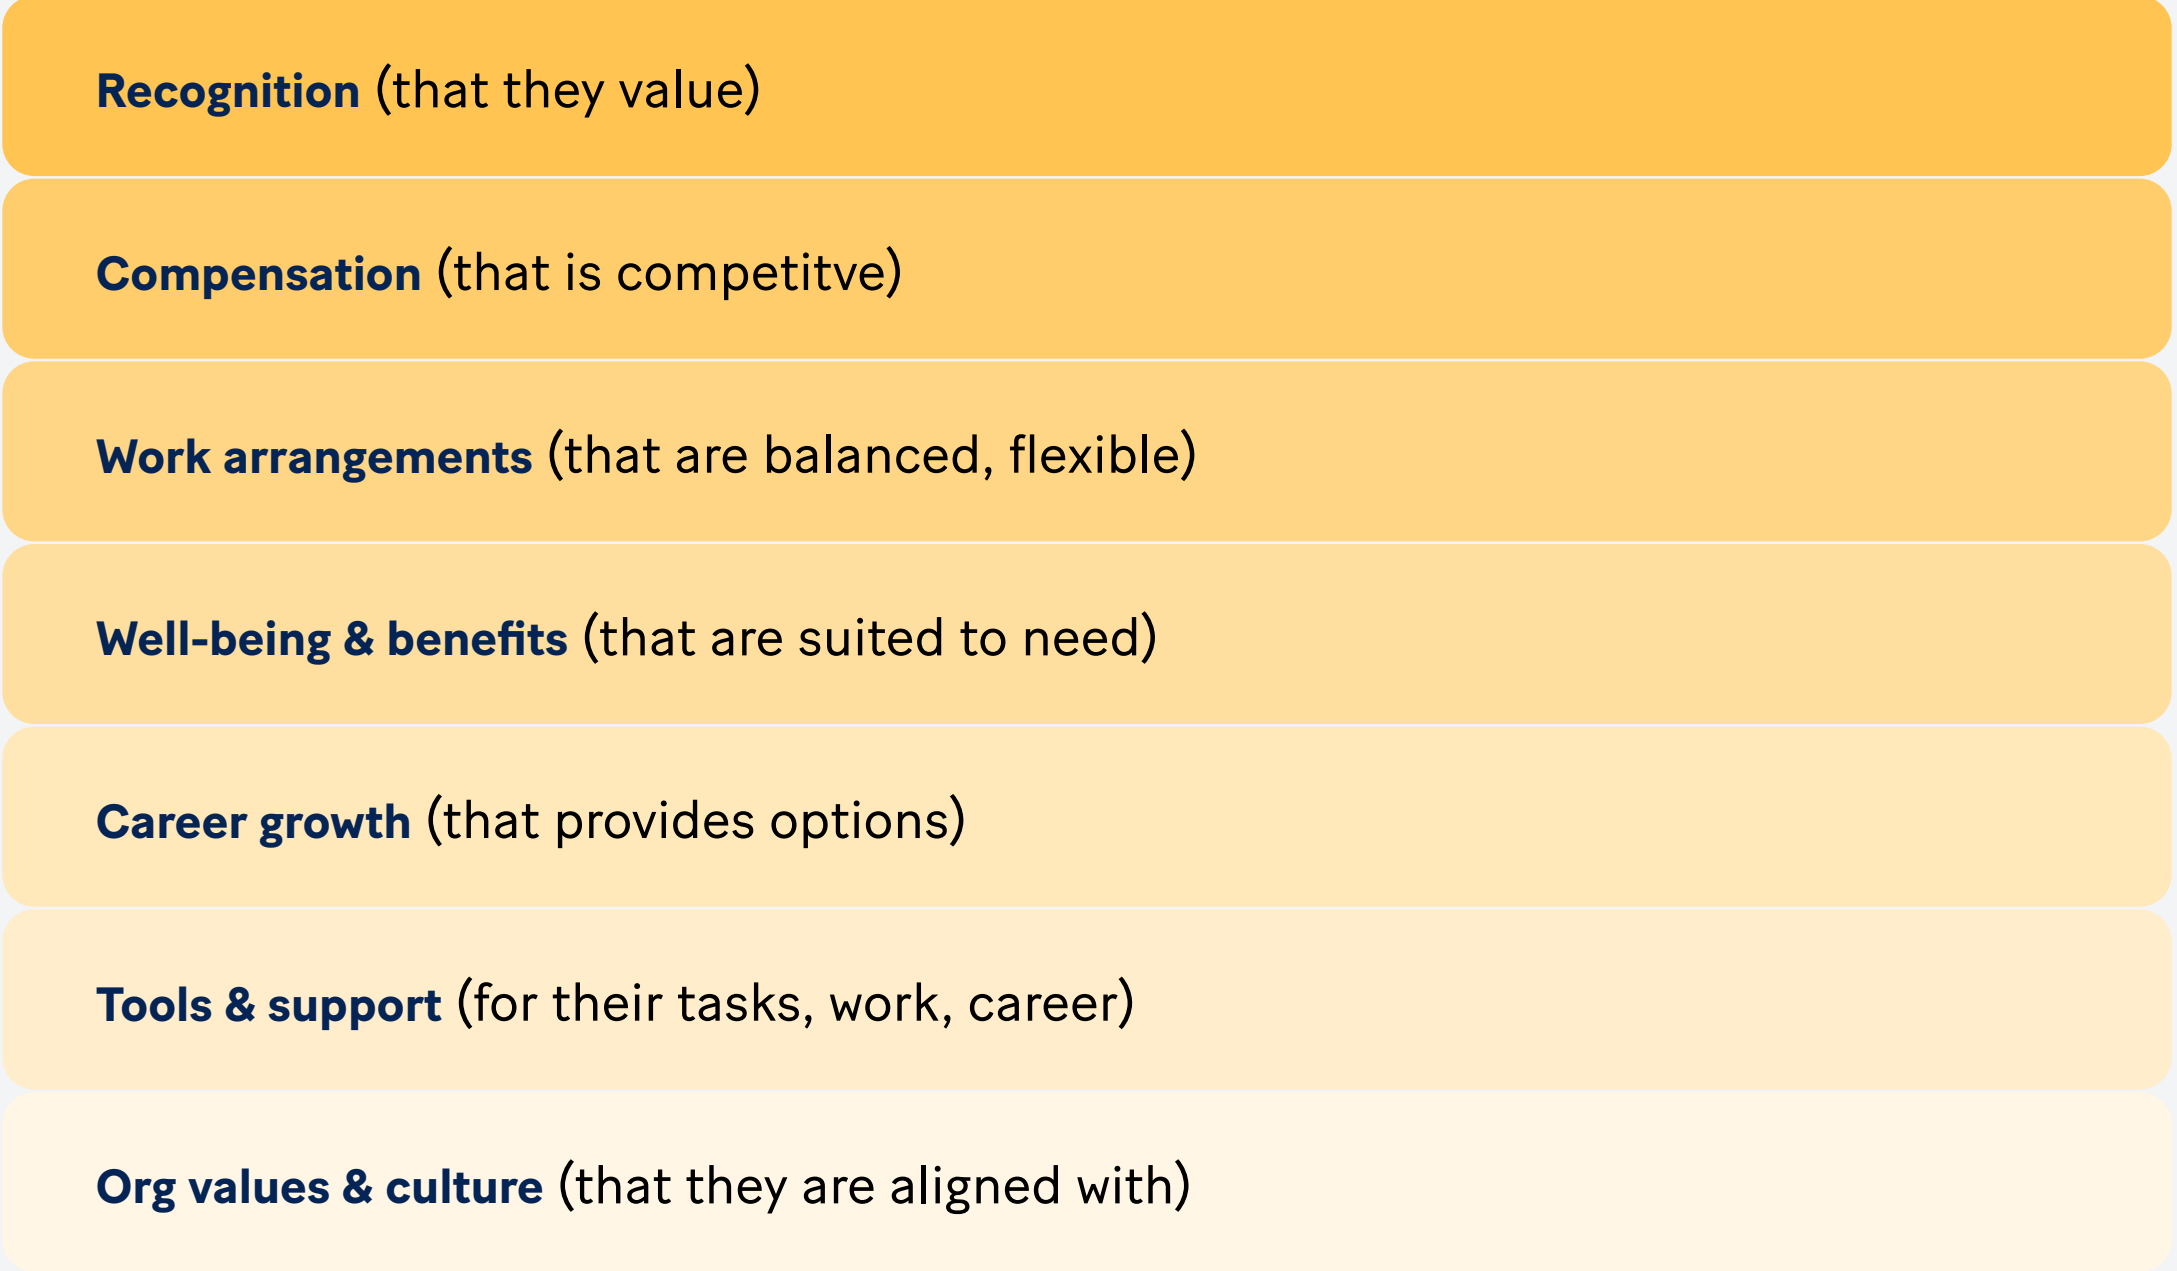 Recognition (that they value)
Compensation (that is competitve)
Work arrangements (that are balanced, flexible)
Well-being & benefits (that are suited to need)
Career growth (that provides options)
Tools & support (for their tasks, work, career)
Org values & culture (that they are aligned with)